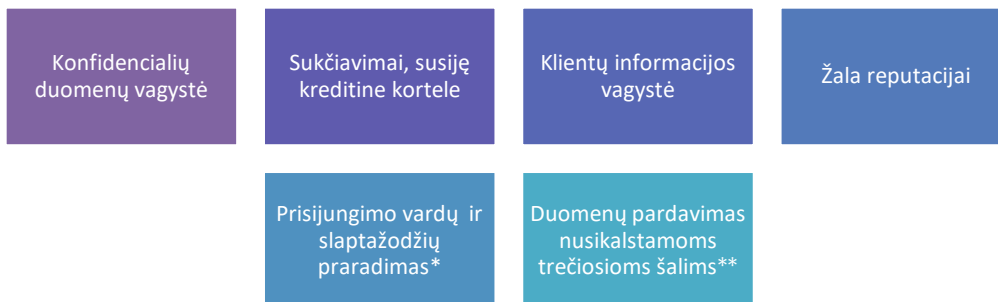 Konfidencialių
duomenų vagystė
Sukčiavimai, susiję
kreditine kortele
Klientų informacijos
vagystė
Žala reputacijai
Prisijungimo vardų ir
slaptažodžių
praradimas*
Duomenų pardavimas
nusikalstamoms
trečiosioms šalims**